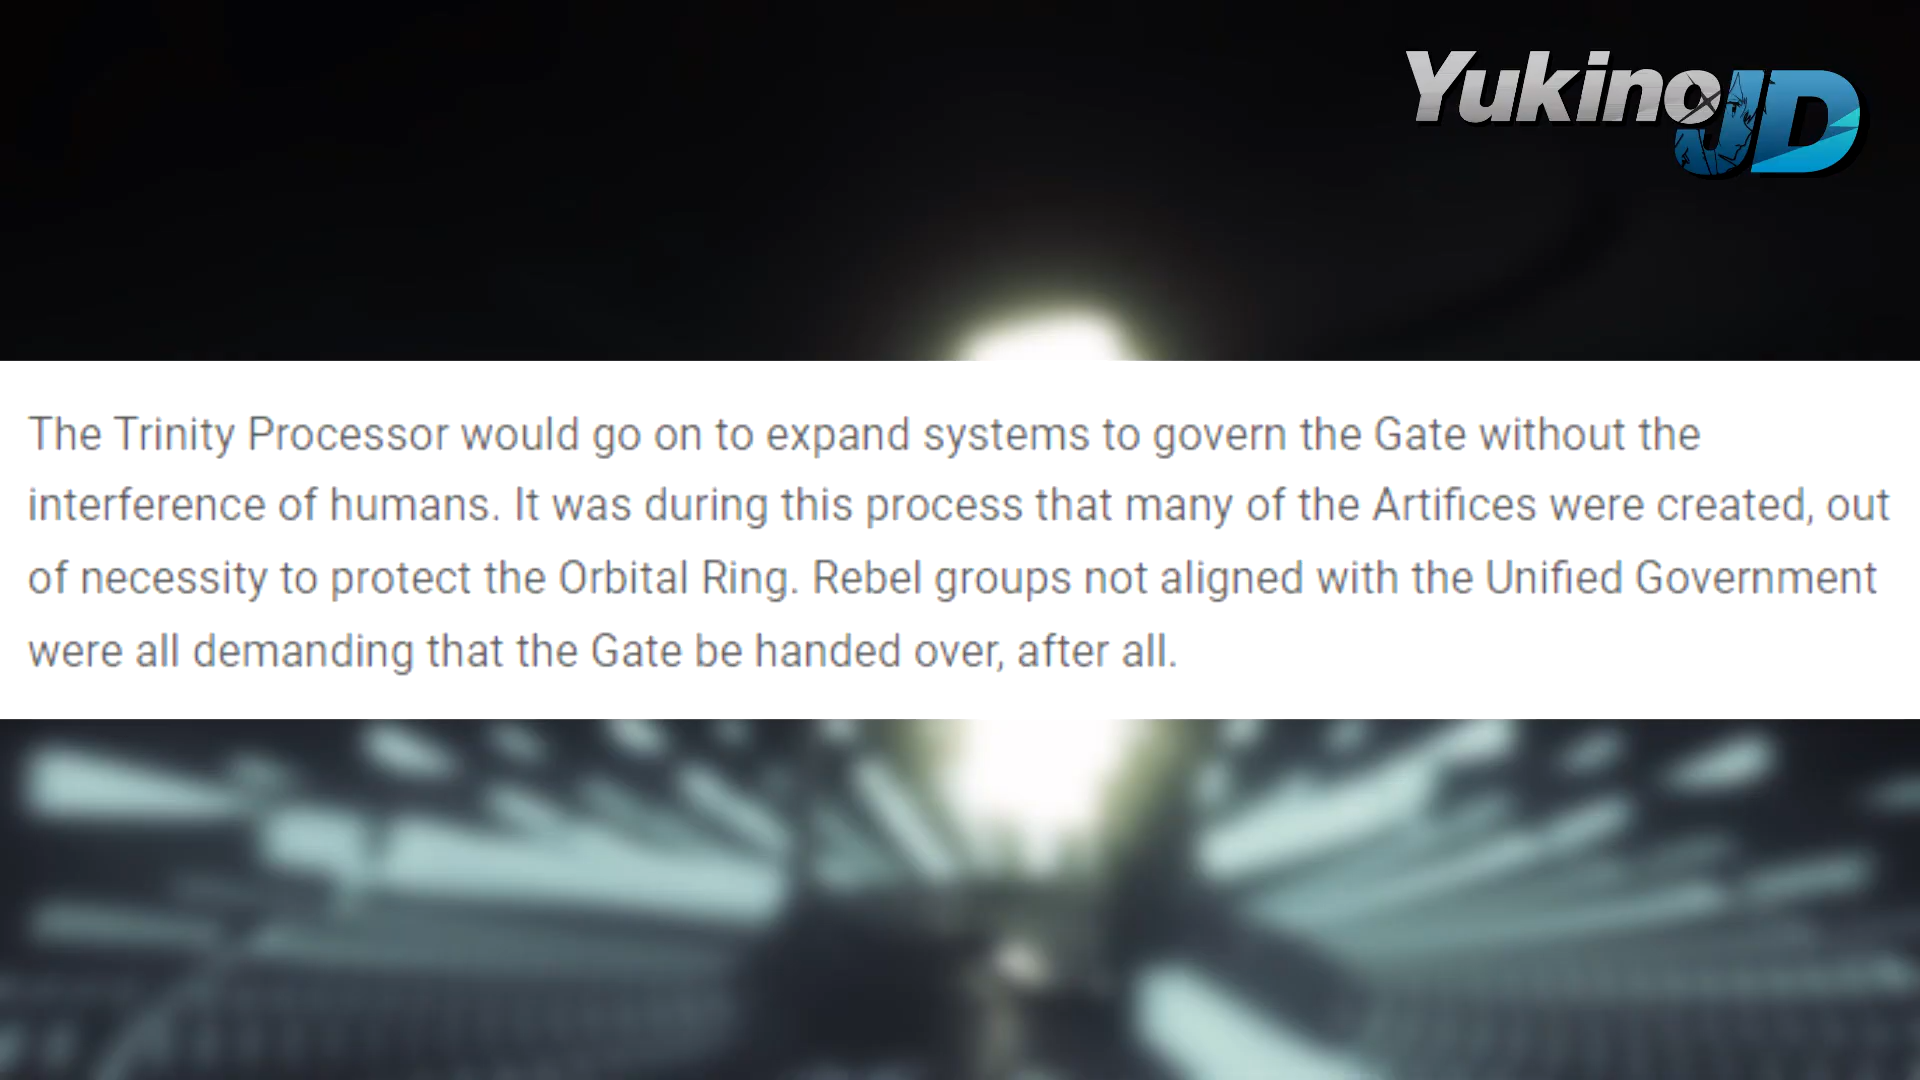 YukinoJD
The Trinity Processor would go on to expand systems to govern the Gate without the
interference of humans. It was during this process that many of the Artifices were created, out
of necessity to protect the Orbital Ring. Rebel groups not aligned with the Unified Government
were all demanding that the Gate be handed over, after all.